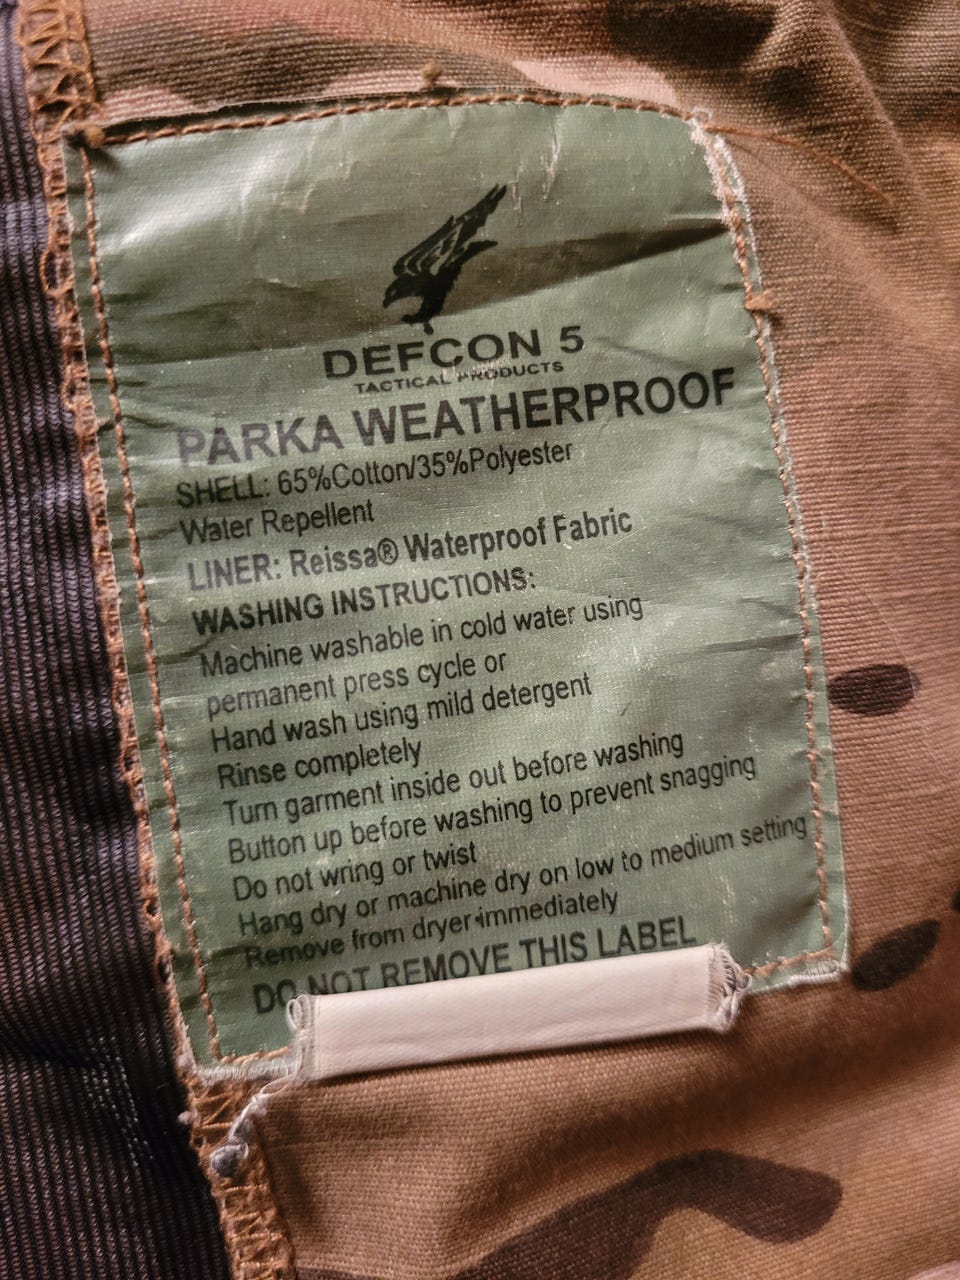 DEFCON 5
TACTICAL PRODUCTS
PARKA WEATHERPROOF
SHELL: 65%Cotton/35%Polyester
Water Repellent
LINER: Reissa® Waterproof Fabric
WASHING INSTRUCTIONS:
Machine washable in cold water using
permanent press cycle or
Hand wash using mild detergent
Rinse completely
Turn garment inside out before washing
Button up before washing to prevent snagging
Do not wring or twist
Hang dry or machine dry on low to medium setting
Remove from dryer immediately
DO NOT REMOVE THIS LABEL